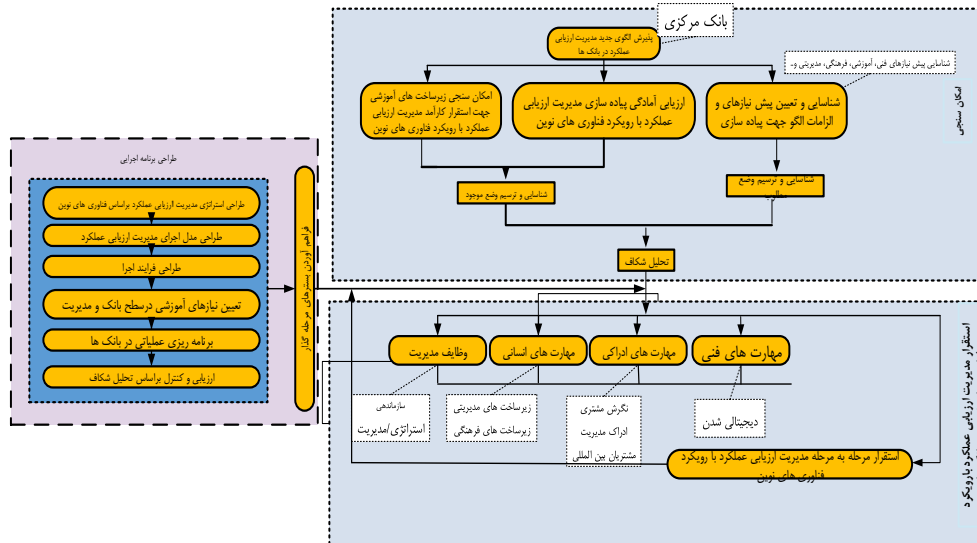 بانک مرکزی
پذیرش الگوی جدید مدیریت ارزیابی
عملکرد در بانک ها
شناسایی پیش نیازهای فنی، آموزشی، فرهنگی، مدیریتی و..
امکان سنجی
شناسایی و تعیین پیش نیازهای و
الزامات الگو جهت پیاده سازی
ارزیابی آمادگی پیاده سازی مدیریت ارزیابی
عملکرد با رویکرد فناوری های نوین
امکان سنجی زیرساخت های آموزشی
جهت استقرار کارآمد مدیریت ارزیابی
عملکرد با رویکرد فناوری های نوین
شناسایی و ترسیم وضع
شناسایی و ترسیم وضع موجود
تحلیل شکاف
طراحی برنامه اجرایی
طراحی استراتژی مدیریت ارزیابی عملکرد براساس فناوری های نوین
طراحی مدل اجرای مدیریت ارزیابی عملکرد
طراحی فرایند اجرا
تعیین نیازهای آموزشی درسطح بانک و مدیریت
برنامه ریزی عملیاتی در بانک ها
ارزیابی و کنترل براساس تحلیل شکاف
فراهم آوردن بسترهای مرحله گذار
استقرار مدیریت ارزیابی عملکرد با رویکرد
مهارت های فنی
مهارت های ادراکی
مهارت های انسانی
وظایف مدیریت
دیجیتالی شدن
نگرش مشتری
ادراک مدیریت
مشتریان بین المللی
زیرساخت های مدیریتی
زیرساخت های فرهنگی
سازماندهی
استراتژی/مدیریت
استقرار مرحله به مرحله مدیریت ارزیابی عملکرد با رویکرد
فناوری های نوین